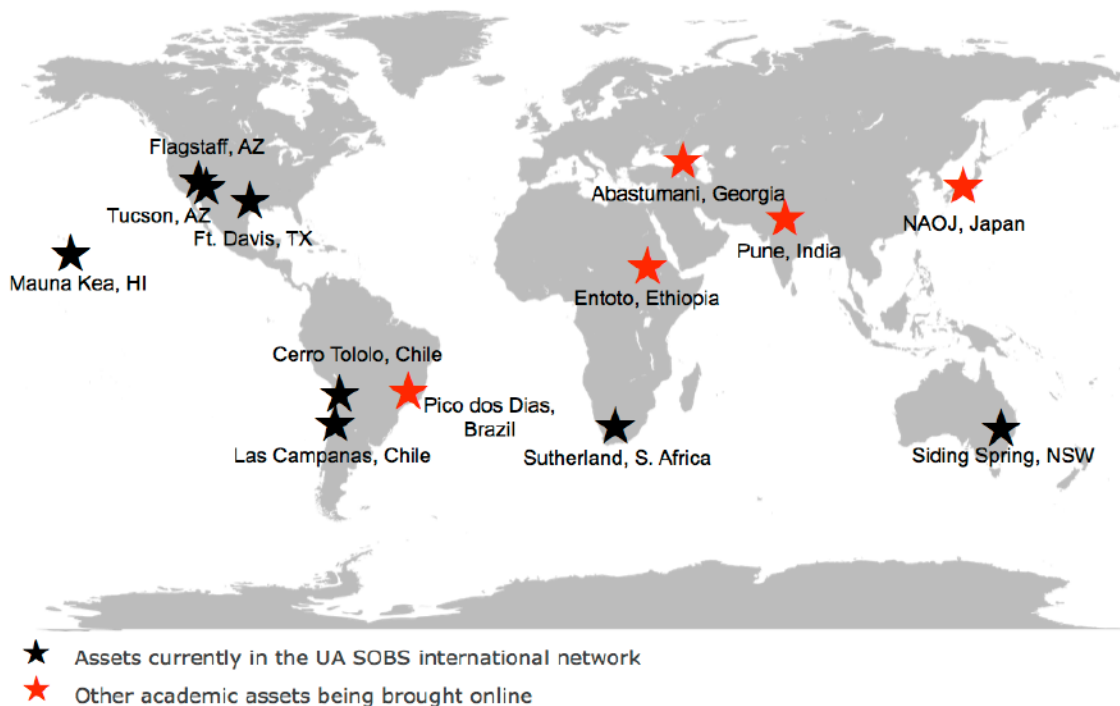 Flagstaff, AZ
Tucson, AZ
Ft. Davis, TX
Mauna Kea, HI
Abastumani, Georgia
NAOJ, Japan
Pune, India
Entoto, Ethiopia
Cerro Tololo, Chile
Pico dos Dias,
Brazil
Las Campanas, Chile
Sutherland, S. Africa
Siding Spring, NSW
Assets currently in the UA SOBS international network
Other academic assets being brought online